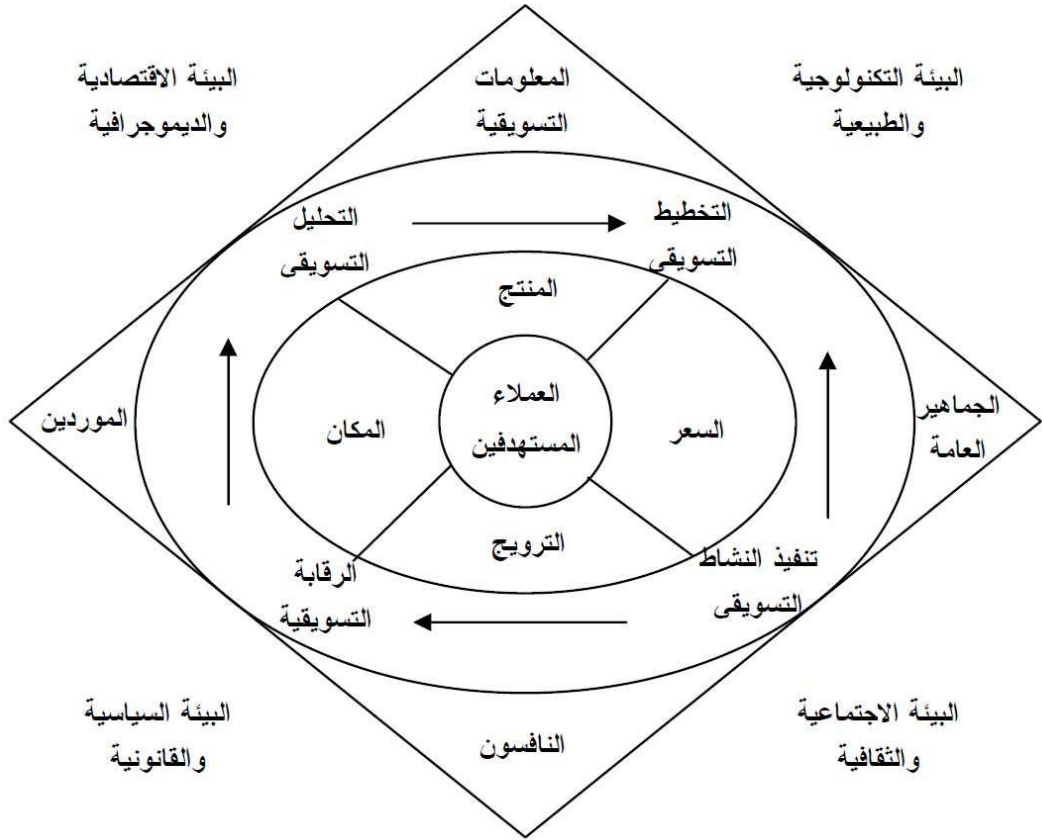 البيئة التكنولوجية
والطبيعية
المعلومات
التسويقية
البيئة الاقتصادية
والديموجرافية
التخطيط
التسويقى
التحليل
التسويقى
المنتج
الجماهير
العامة
السعر
العملاء
المستهدفين
المكان
الموردين
الترويج
تنفيذ النشاط
التسويقى
الرقابة
التسويقية
البيئة الاجتماعية
والثقافية
النافسون
البيئة السياسية
والقانونية